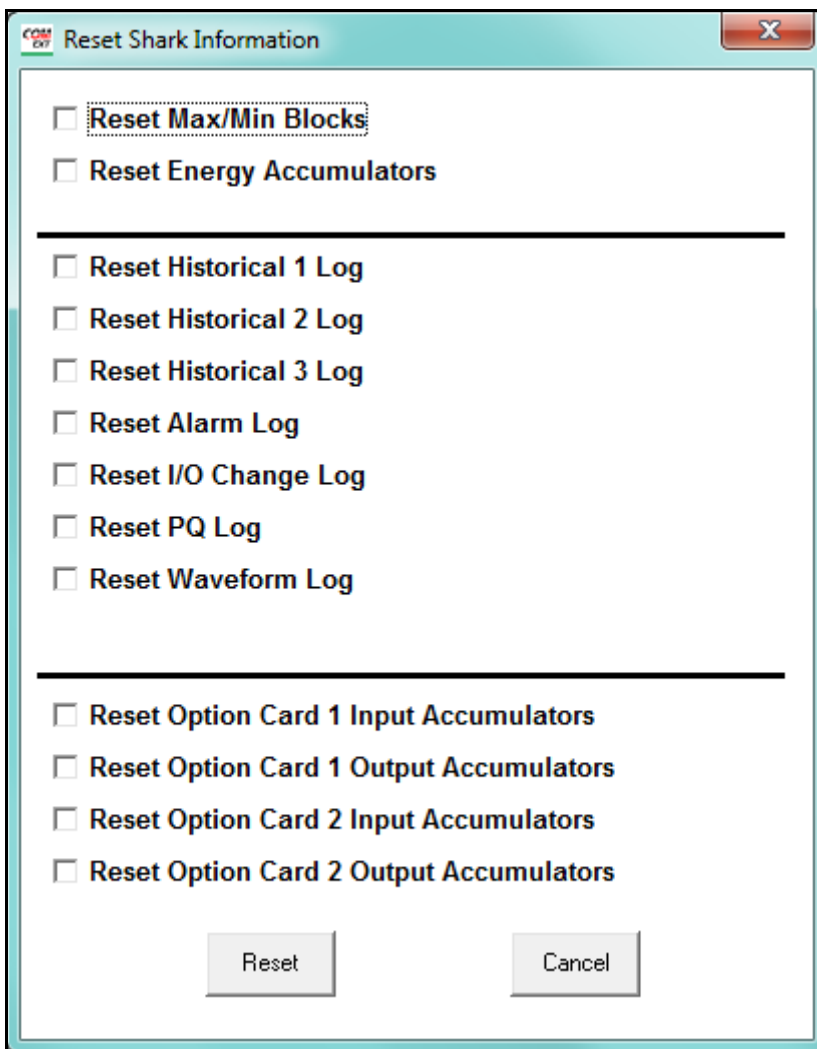 COM
EXT
Reset Shark Information
Reset Max/Min Blocks
Reset Energy Accumulators
Reset Historical 1 Log
Reset Historical 2 Log
Reset Historical 3 Log
Reset Alarm Log
Reset I/O Change Log
Reset PQ Log
Reset Waveform Log
Reset Option Card 1 Input Accumulators
Reset Option Card 1 Output Accumulators
Reset Option Card 2 Input Accumulators
Reset Option Card 2 Output Accumulators
Reset
Cancel